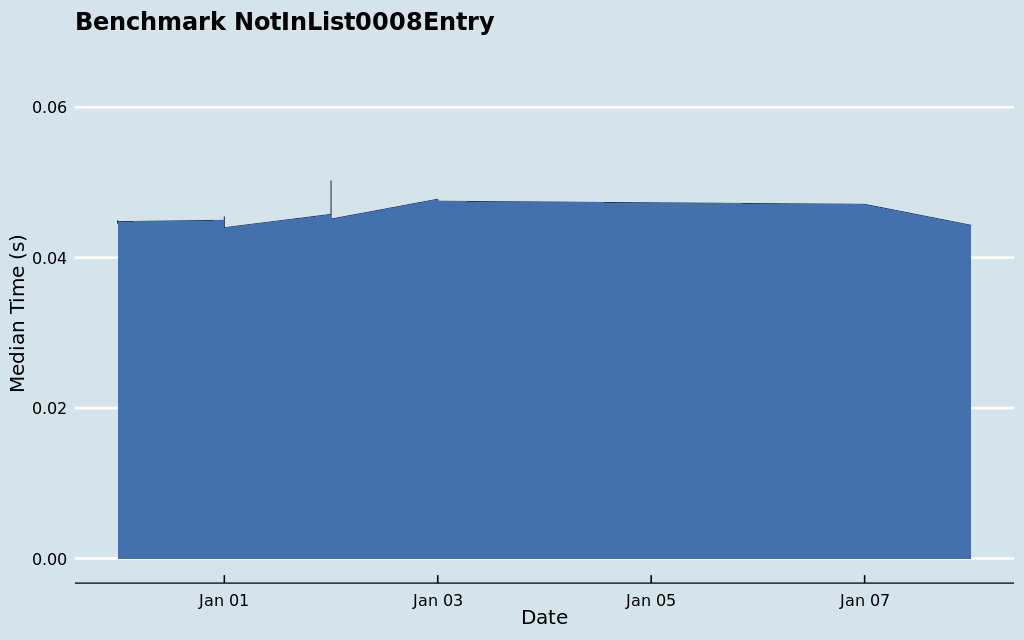 Benchmark NotInList0008Entry
0.06
0.04
0.02
0.00
Median Time (s)
Jan 01
Jan 03
Jan 05
Jan 07
Date